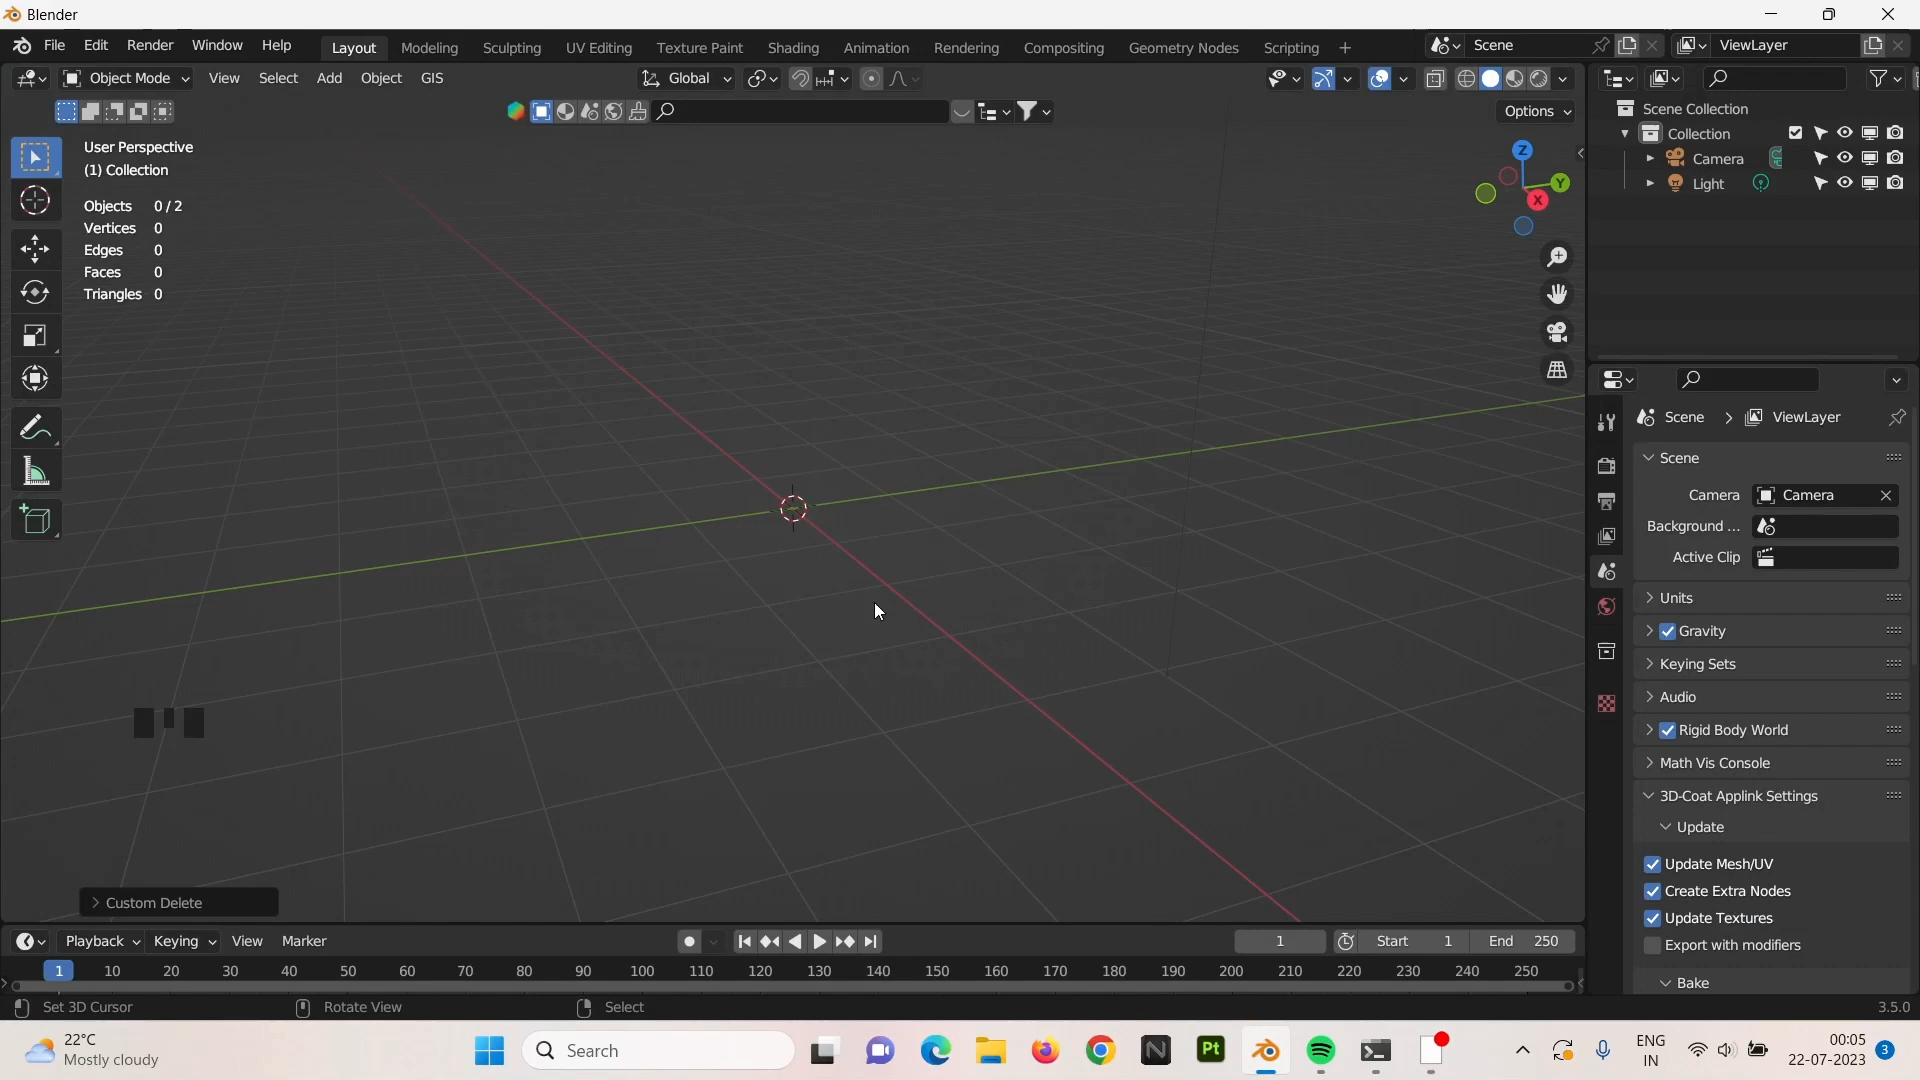 Blender
File Edit Render Window Help Layout Modeling Sculpting UV Editing Texture Paint Shading Animation Rendering Compositing Geometry Nodes Scripting + Scene ViewLayer
Object Mode View Select Add Object GIS Global
Options
User Perspective
(1) Collection
Objects 0/2
Vertices 0
Edges 0
Faces 0
Triangles 0
Z
Y
X
Custom Delete
Scene Collection
Collection
Camera
Light
Scene > ViewLayer
Scene
Camera Camera
Background ...
Active Clip
Units
Gravity
Keying Sets
Audio
Rigid Body World
Math Vis Console
3D-Coat Applink Settings
Update
Update Mesh/UV
Create Extra Nodes
Update Textures
Export with modifiers
Bake
Playback Keying View Marker 1 Start 1 End 250
1 10 20 30 40 50 60 70 80 90 100 110 120 130 140 150 160 170 180 190 200 210 220 230 240 250
Set 3D Cursor Rotate View Select 3.5.0
22°C
Mostly cloudy
Search
N
Pt
ENG
IN
00:05
22-07-2023
3